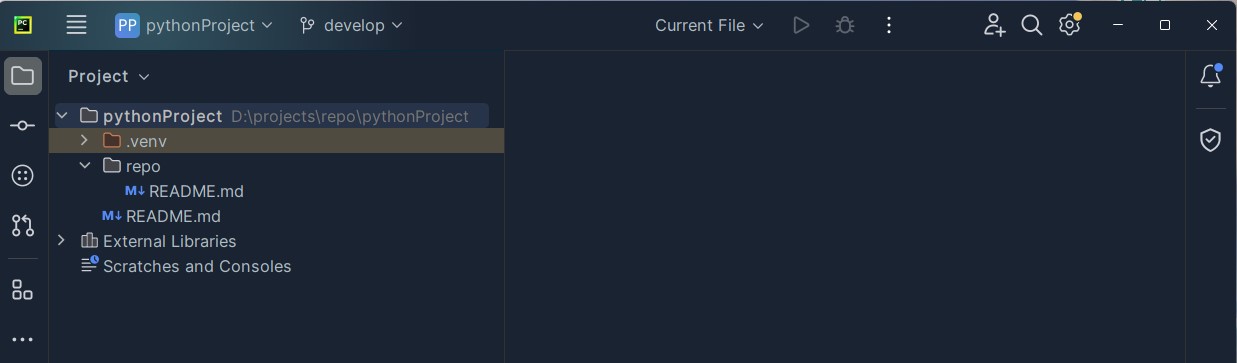 PC PP pythonProject develop Current File
Project
pythonProject D:\projects\repo\pythonProject
.venv
repo
M↓ README.md
M↓ README.md
External Libraries
Scratches and Consoles